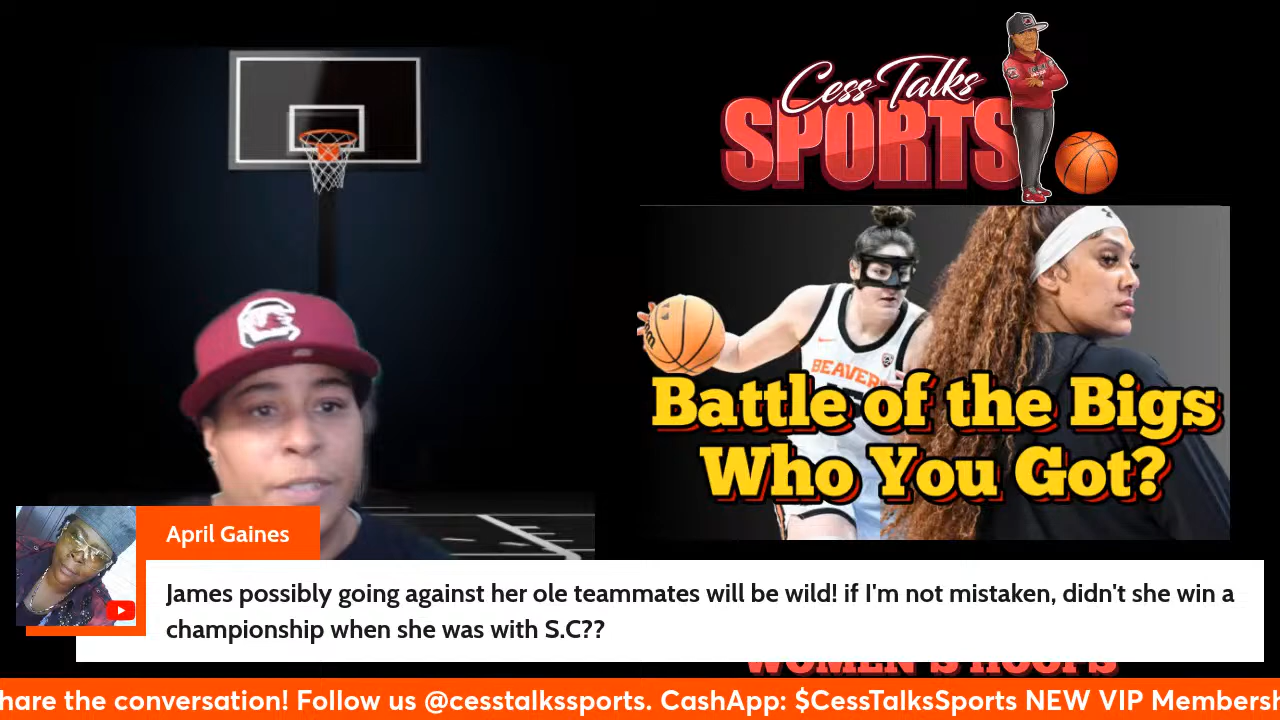 Cess Talks
SPORTS
BEAVERS
Battle of the Bigs
Who You Got?
April Gaines
James possibly going against her ole teammates will be wild! if I'm not mistaken, didn't she win a
championship when she was with S.C??
WOMEN'S HOOPS
hare the conversation! Follow us @cesstalkssports. CashApp: $CessTalksSports NEW VIP Membersh